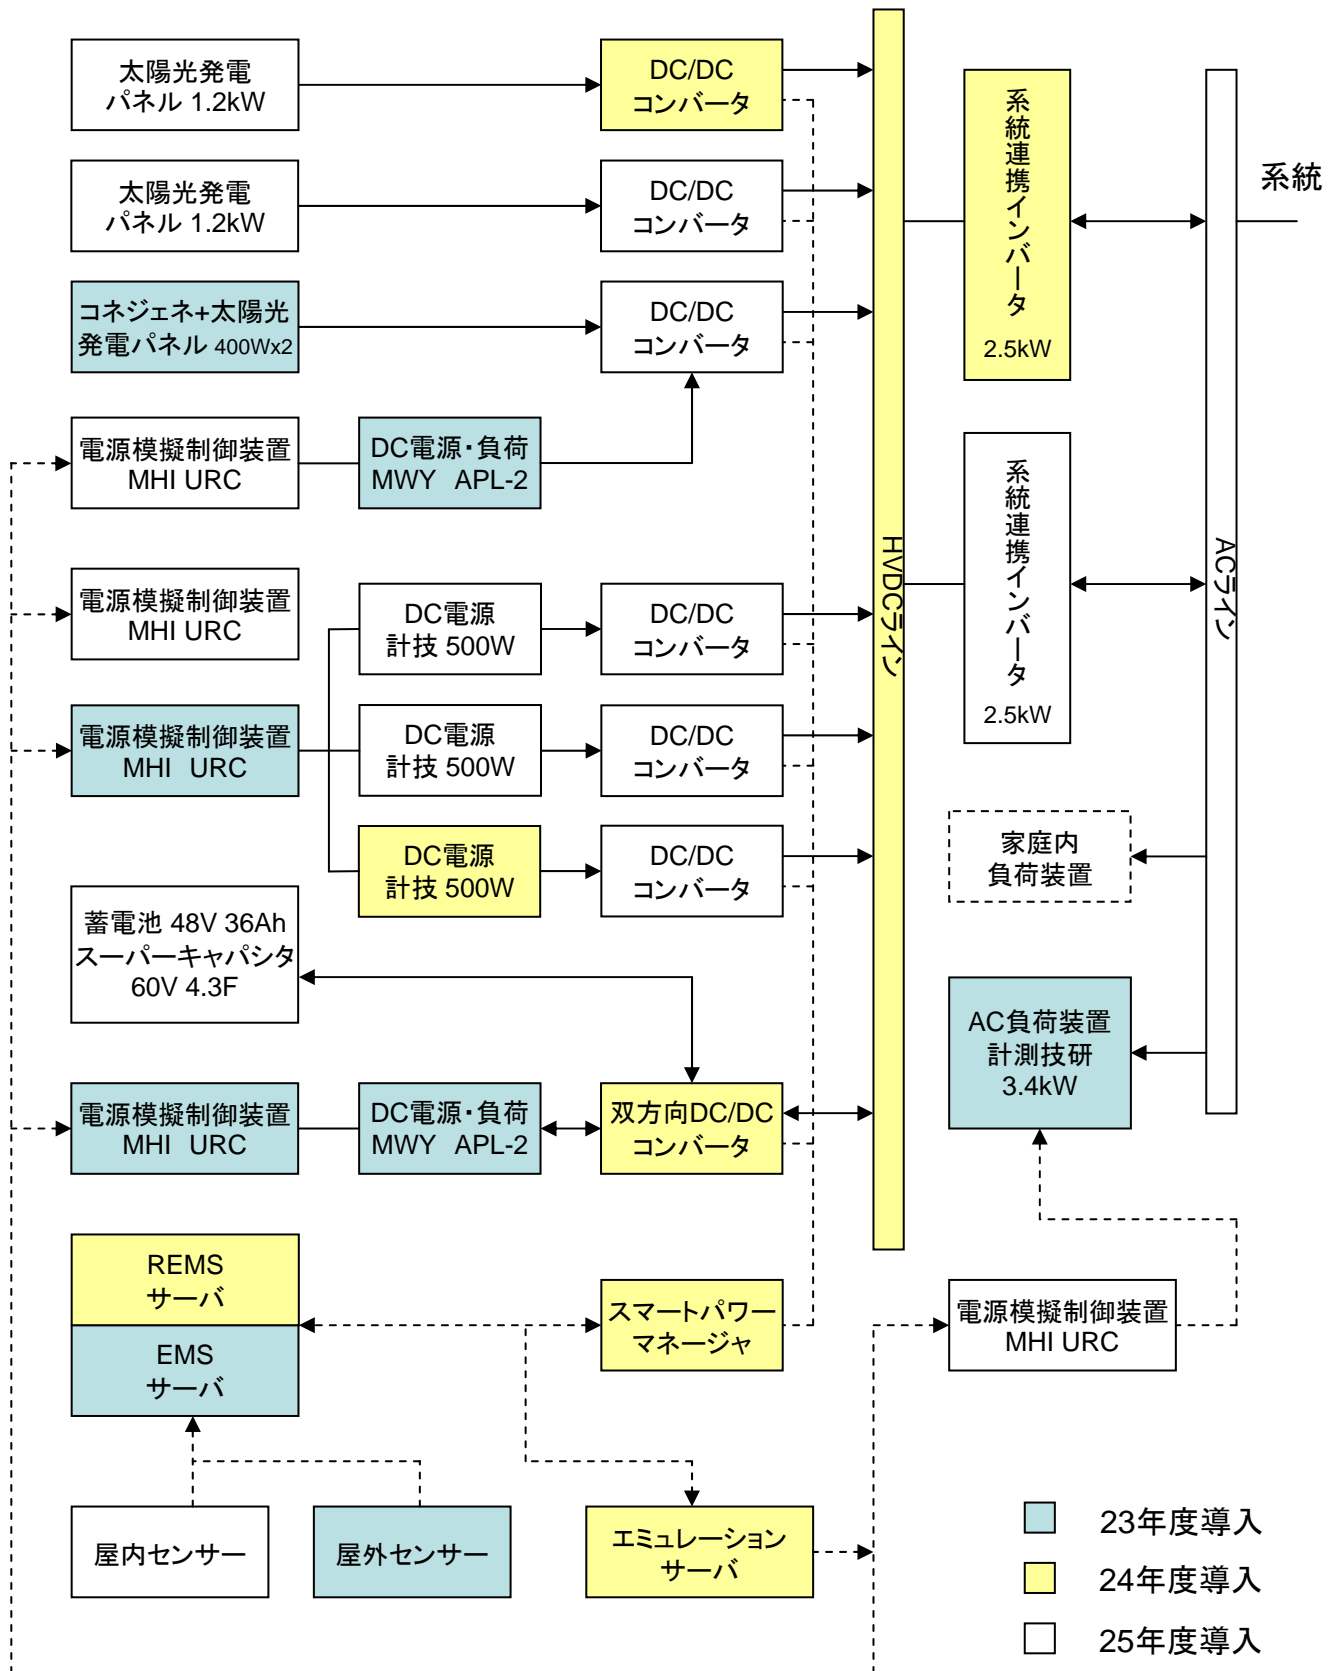 太陽光発電
パネル 1.2kW
DC/DC
コンバータ
太陽光発電
パネル 1.2kW
DC/DC
コンバータ
コネジェネ+太陽光
発電パネル 400Wx2
DC/DC
コンバータ
電源模擬制御装置
MHI URC
DC電源・負荷
MWY APL-2
電源模擬制御装置
MHI URC
DC電源
計技 500W
DC/DC
コンバータ
電源模擬制御装置
MHI URC
DC電源
計技 500W
DC/DC
コンバータ
DC電源
計技 500W
DC/DC
コンバータ
蓄電池 48V 36Ah
スーパーキャパシタ
60V 4.3F
電源模擬制御装置
MHI URC
DC電源・負荷
MWY APL-2
双方向DC/DC
コンバータ
HVDCライン
系統連携インバータ
2.5kW
系統連携インバータ
2.5kW
ACライン
系統
家庭内
負荷装置
AC負荷装置
計測技研
3.4kW
REMS
サーバ
EMS
サーバ
スマートパワー
マネージャ
電源模擬制御装置
MHI URC
屋内センサー
屋外センサー
エミュレーション
サーバ
23年度導入
24年度導入
25年度導入